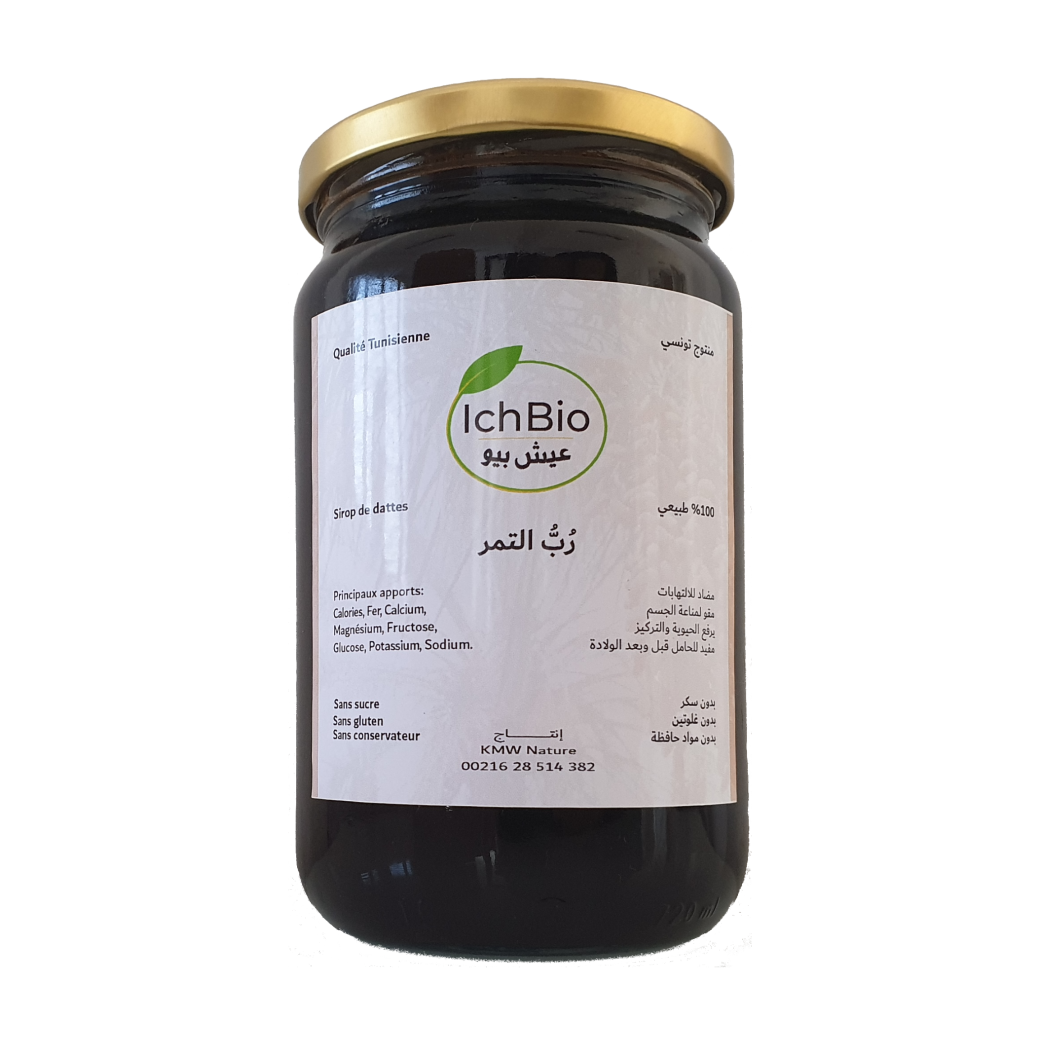 Qualité Tunisienne
منتوج تونسي
IchBio
عيش بيو
Sirop de dattes
100% طبيعي
رُبُّ التمر
Principaux apports:
Calories, Fer, Calcium,
Magnésium, Fructose,
Glucose, Potassium, Sodium.
مضاد للالتهابات
مقو لمناعة الجسم
يرفع الحيوية والتركيز
مفيد للحامل قبل وبعد الولادة
Sans sucre
Sans gluten
Sans conservateur
بدون سكر
بدون غلوتين
بدون مواد حافظة
إنتـــــــاج
KMW Nature
00216 28 514 382